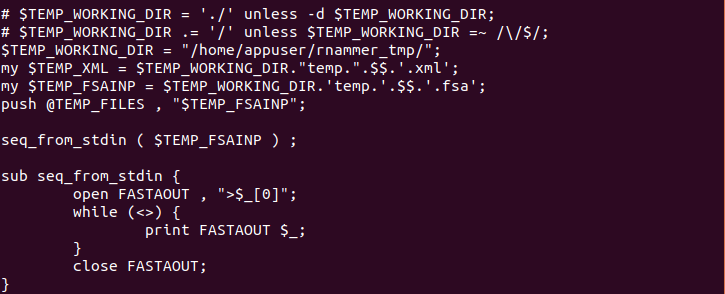 # $TEMP_WORKING_DIR = './' unless -d $TEMP_WORKING_DIR;
# $TEMP_WORKING_DIR .= '/' unless $TEMP_WORKING_DIR =~ /\/$/;
$TEMP_WORKING_DIR = "/home/appuser/rnammer_tmp/";
my $TEMP_XML = $TEMP_WORKING_DIR."temp.".$$.'.xml';
my $TEMP_FSAINP = $TEMP_WORKING_DIR.'temp.'.$$.'.fsa';
push @TEMP_FILES , "$TEMP_FSAINP";

seq_from_stdin ( $TEMP_FSAINP ) ;

sub seq_from_stdin {
        open FASTAOUT , ">$_[0]";
        while (<>) {
                print FASTAOUT $_;
        }
        close FASTAOUT;
}